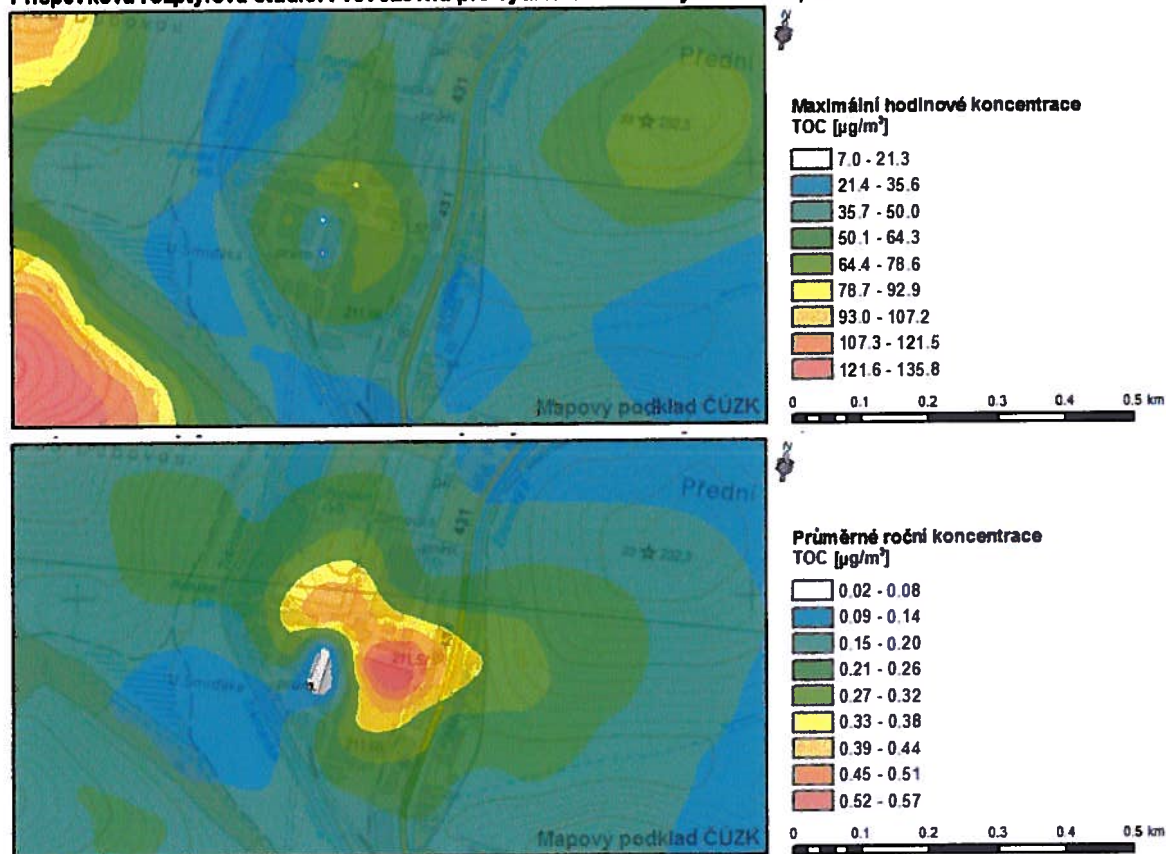 Přední
431
U Šmudéka
prům.
431
Mapový podklad ČÚZK
Maximální hodinové koncentrace
TOC [µg/m³]
7.0 - 21.3
21.4 - 35.6
35.7 - 50.0
50.1 - 64.3
64.4 - 78.6
78.7 - 92.9
93.0 - 107.2
107.3 - 121.5
121.6 - 135.8
0 0.1 0.2 0.3 0.4 0.5 km
Přední
431
Mapový podklad ČÚZK
Průměrné roční koncentrace
TOC [µg/m³]
0.02 - 0.08
0.09 - 0.14
0.15 - 0.20
0.21 - 0.26
0.27 - 0.32
0.33 - 0.38
0.39 - 0.44
0.45 - 0.51
0.52 - 0.57
0 0.1 0.2 0.3 0.4 0.5 km